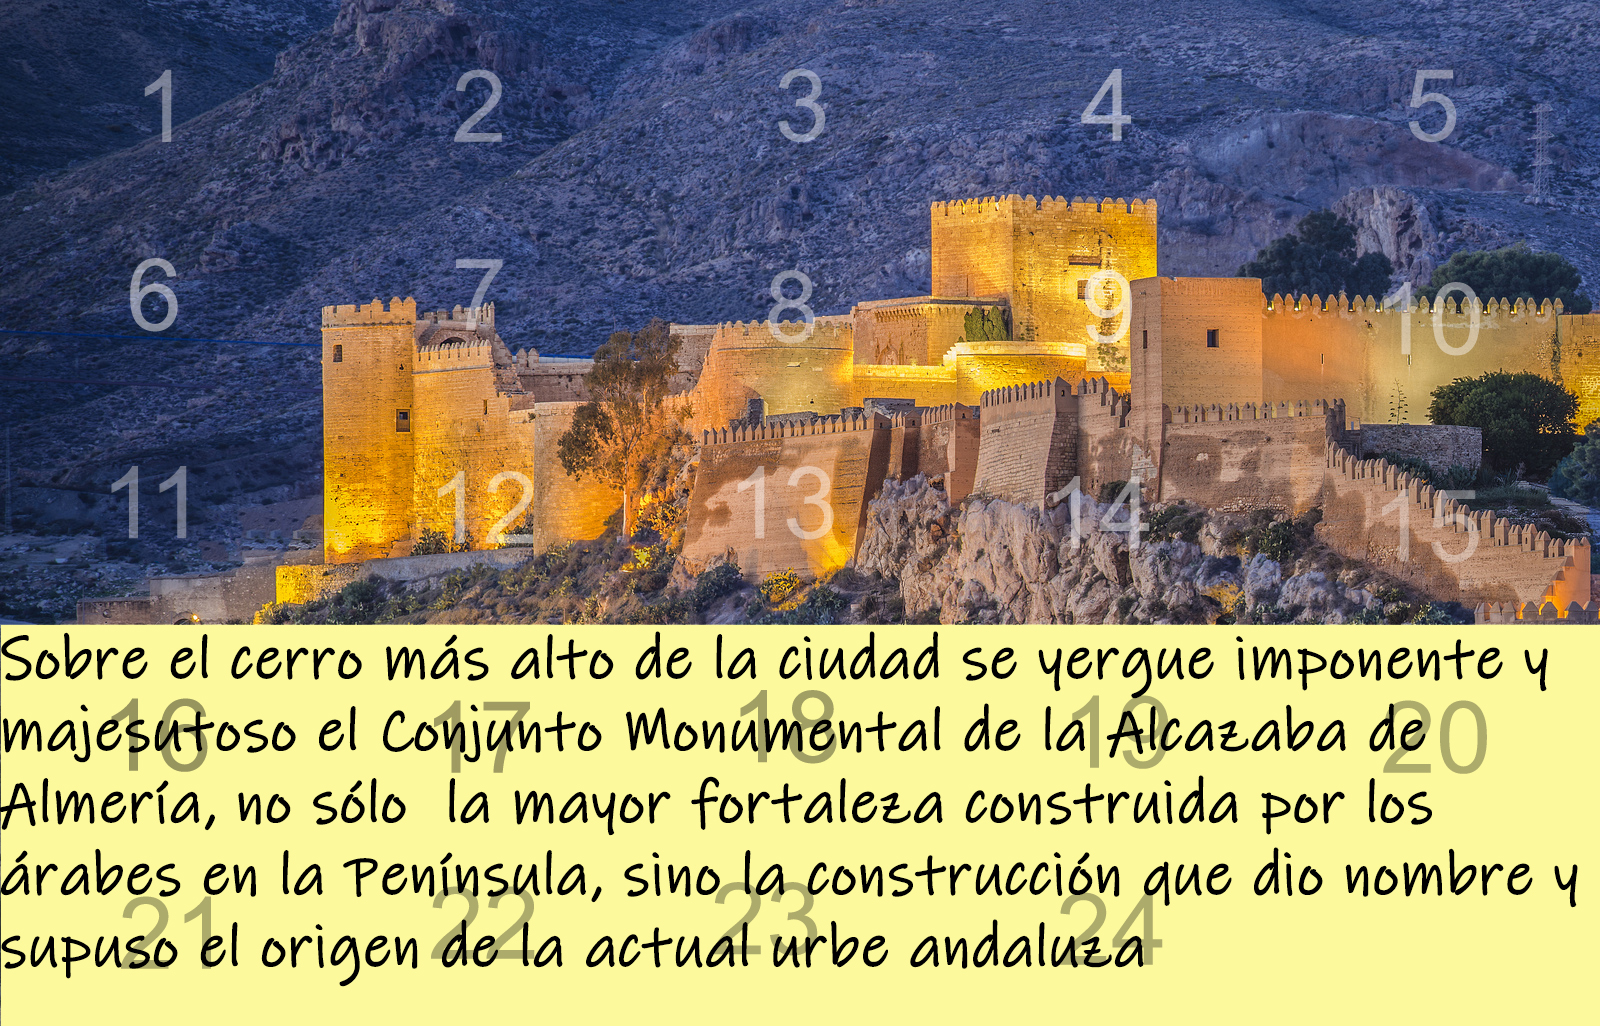 1 2 3 4 5
6 7 8 9 10
11 12 13 14 15
Sobre el cerro más alto de la ciudad se yergue imponente y
majesutoso el Conjunto Monumental de la Alcazaba de
16 17 18 19 20
Almería, no sólo la mayor fortaleza construida por los
árabes en la Península, sino la construcción que dio nombre y
supuso el origen de la actual urbe andaluza
21 22 23 24